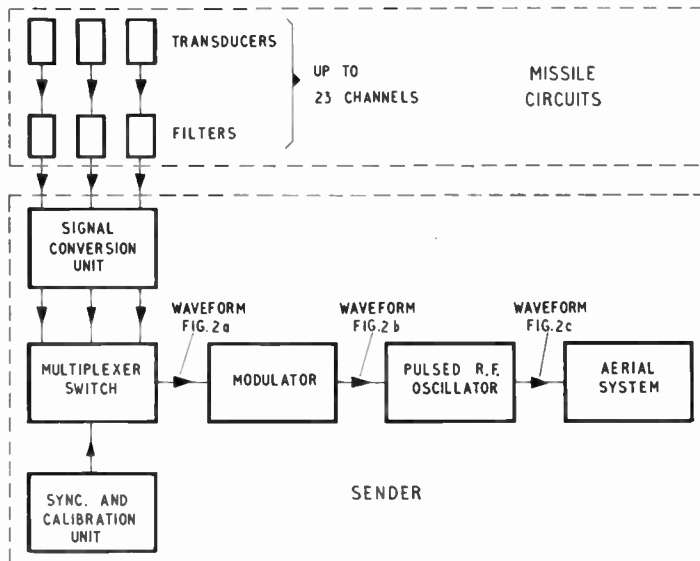 TRANSDUCERS
UP TO
23 CHANNELS
MISSILE
CIRCUITS
FILTERS
SIGNAL
CONVERSION
UNIT
WAVEFORM
FIG.2a
WAVEFORM
FIG.2b
WAVEFORM
FIG.2c
MULTIPLEXER
SWITCH
MODULATOR
PULSED R.F.
OSCILLATOR
AERIAL
SYSTEM
SYNC. AND
CALIBRATION
UNIT
SENDER